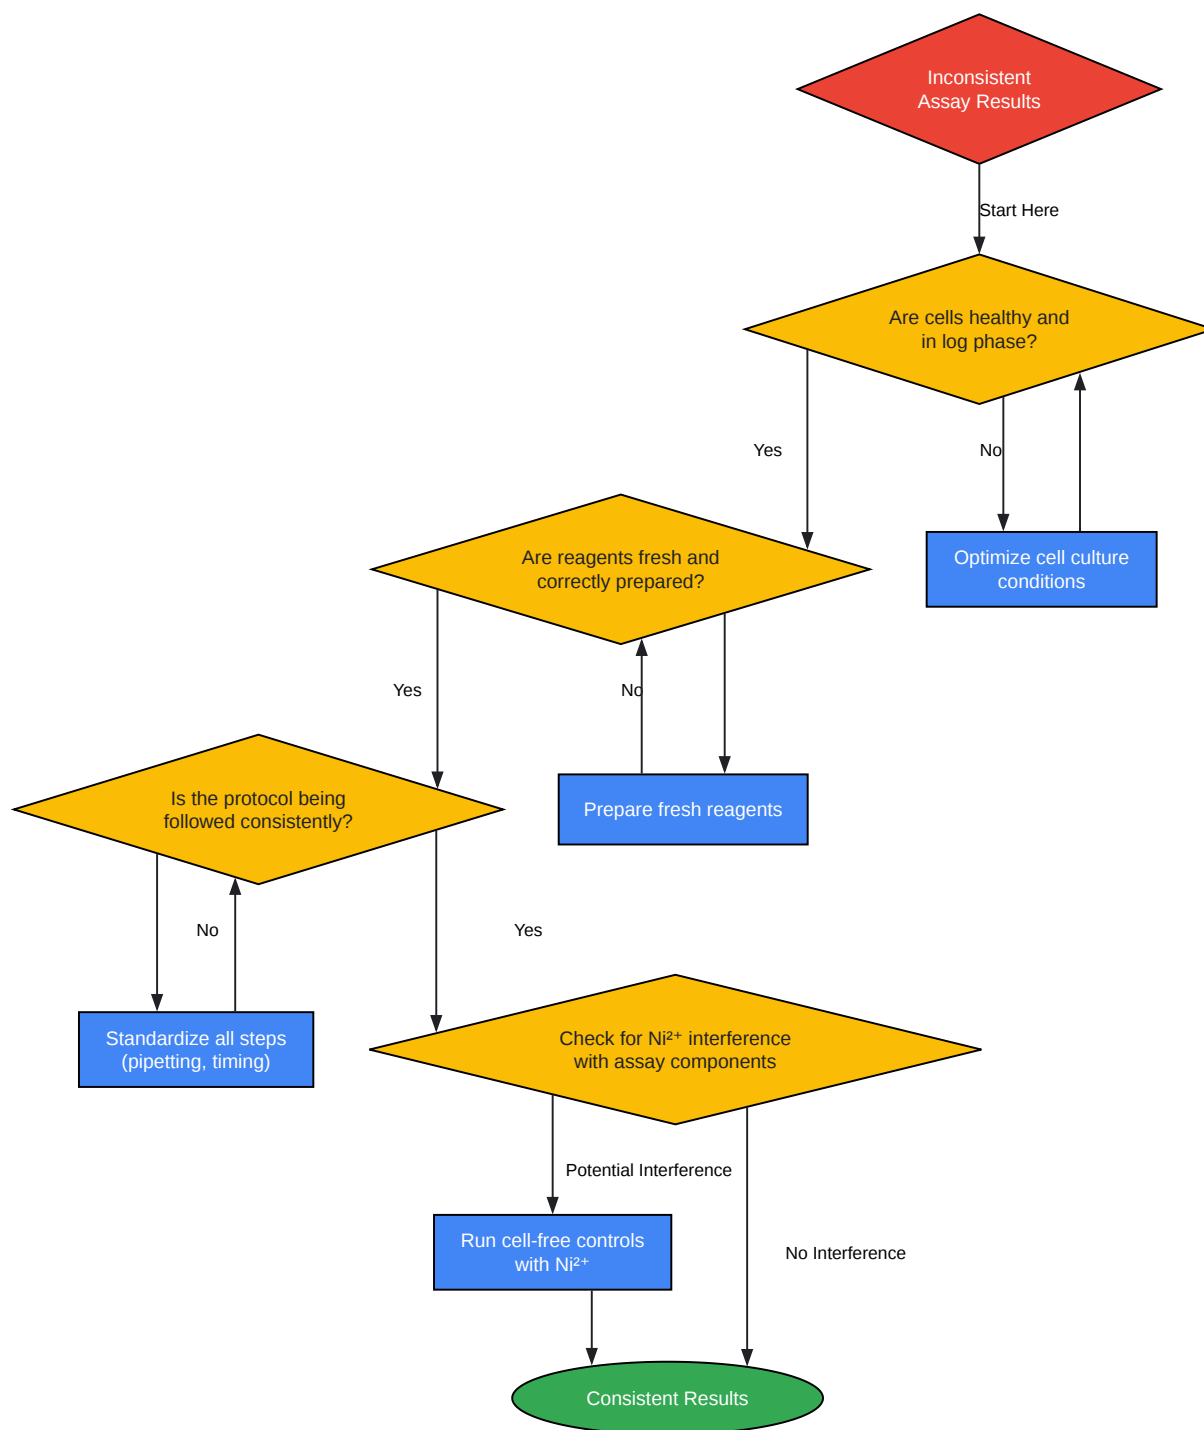 Inconsistent
Assay Results
Start Here
Are cells healthy and
in log phase?
Yes
No
Are reagents fresh and
correctly prepared?
Optimize cell culture
conditions
Yes
No
Is the protocol being
followed consistently?
Prepare fresh reagents
No
Yes
Standardize all steps
(pipetting, timing)
Check for Ni²⁺ interference
with assay components
Potential Interference
Run cell-free controls
with Ni²⁺
No Interference
Consistent Results